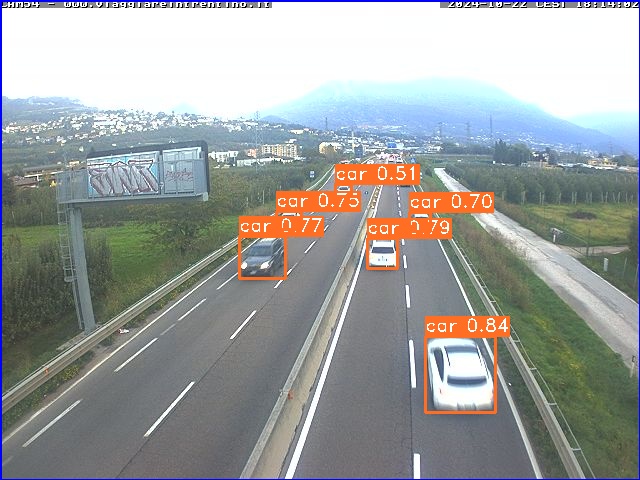 CAM54 - WWW.Viaggiareintrentino.it
2024-10-22 CEST 18:14:02
car 0.51
car 0.75
car 0.70
car 0.77
car 0.79
car 0.84